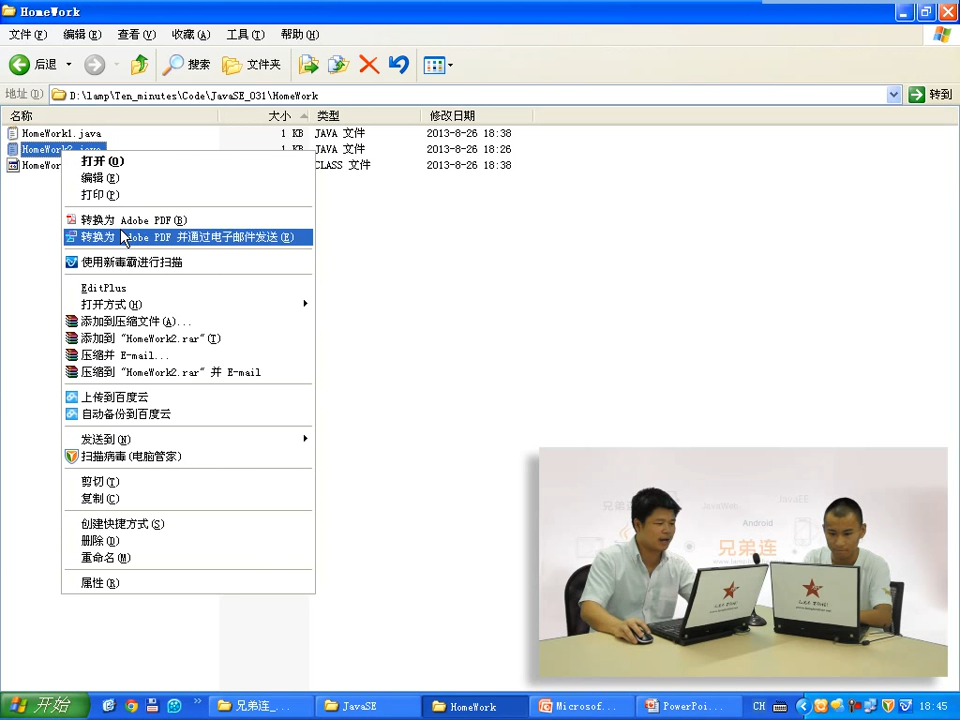 HomeWork
文件(F) 编辑(E) 查看(V) 收藏(A) 工具(T) 帮助(H)
后退 搜索 文件夹
地址(D) D:\lamp\Ten_minutes\Code\JavaSE_031\HomeWork 转到
名称 大小 类型 修改日期
HomeWork1.java 1 KB JAVA 文件 2013-8-26 18:38
HomeWork2.java 1 KB JAVA 文件 2013-8-26 18:26
HomeWor CLASS 文件 2013-8-26 18:38
打开(O)
编辑(E)
打印(P)
转换为 Adobe PDF(B)
转换为 Adobe PDF 并通过电子邮件发送(E)
使用新毒霸进行扫描
EditPlus
打开方式(H)
添加到压缩文件(A)...
添加到 "HomeWork2.rar"(T)
压缩并 E-mail...
压缩到 "HomeWork2.rar" 并 E-mail
上传到百度云
自动备份到百度云
发送到(N)
扫描病毒(电脑管家)
剪切(T)
复制(C)
创建快捷方式(S)
删除(D)
重命名(M)
属性(R)
兄弟连 JavaWeb JavaEE
Android
兄弟连
开始 兄弟连_... JavaSE HomeWork Microsof... PowerPoi... CH 18:45